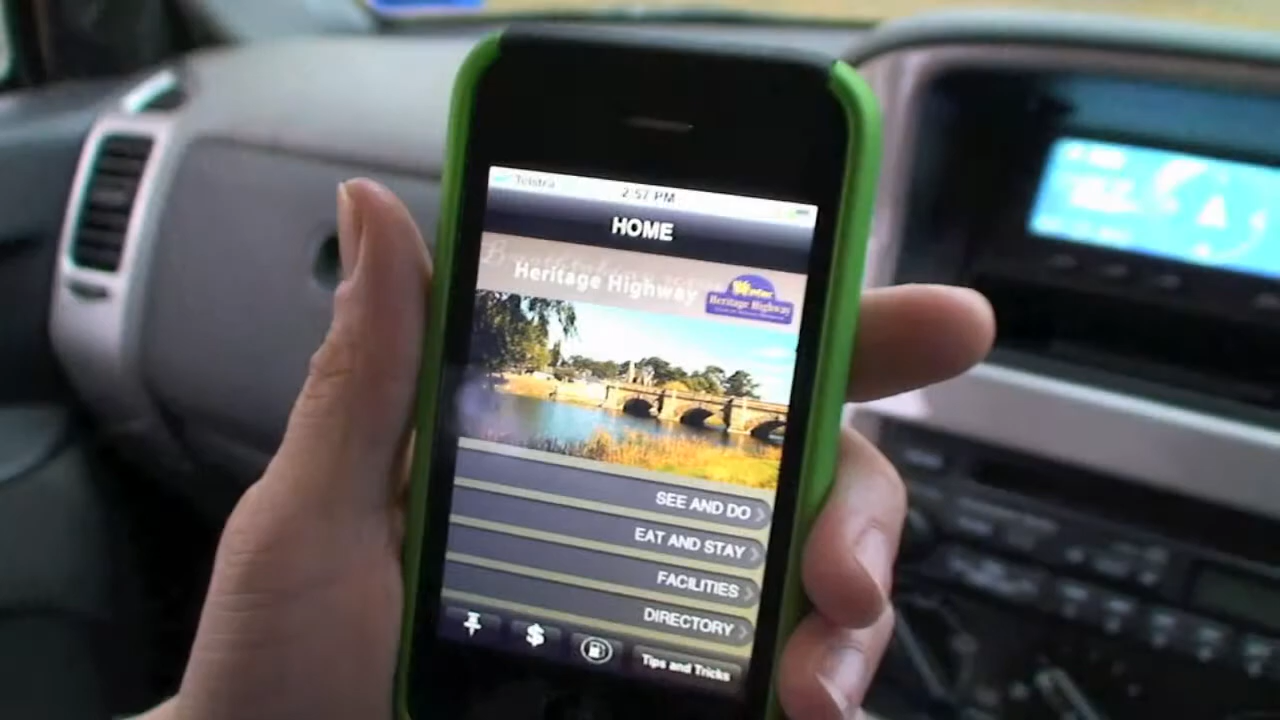 Telstra
2:57 PM
HOME
Heritage Highway
Heritage Highway
SEE AND DO
EAT AND STAY
FACILITIES
DIRECTORY
$
Tips and Tricks